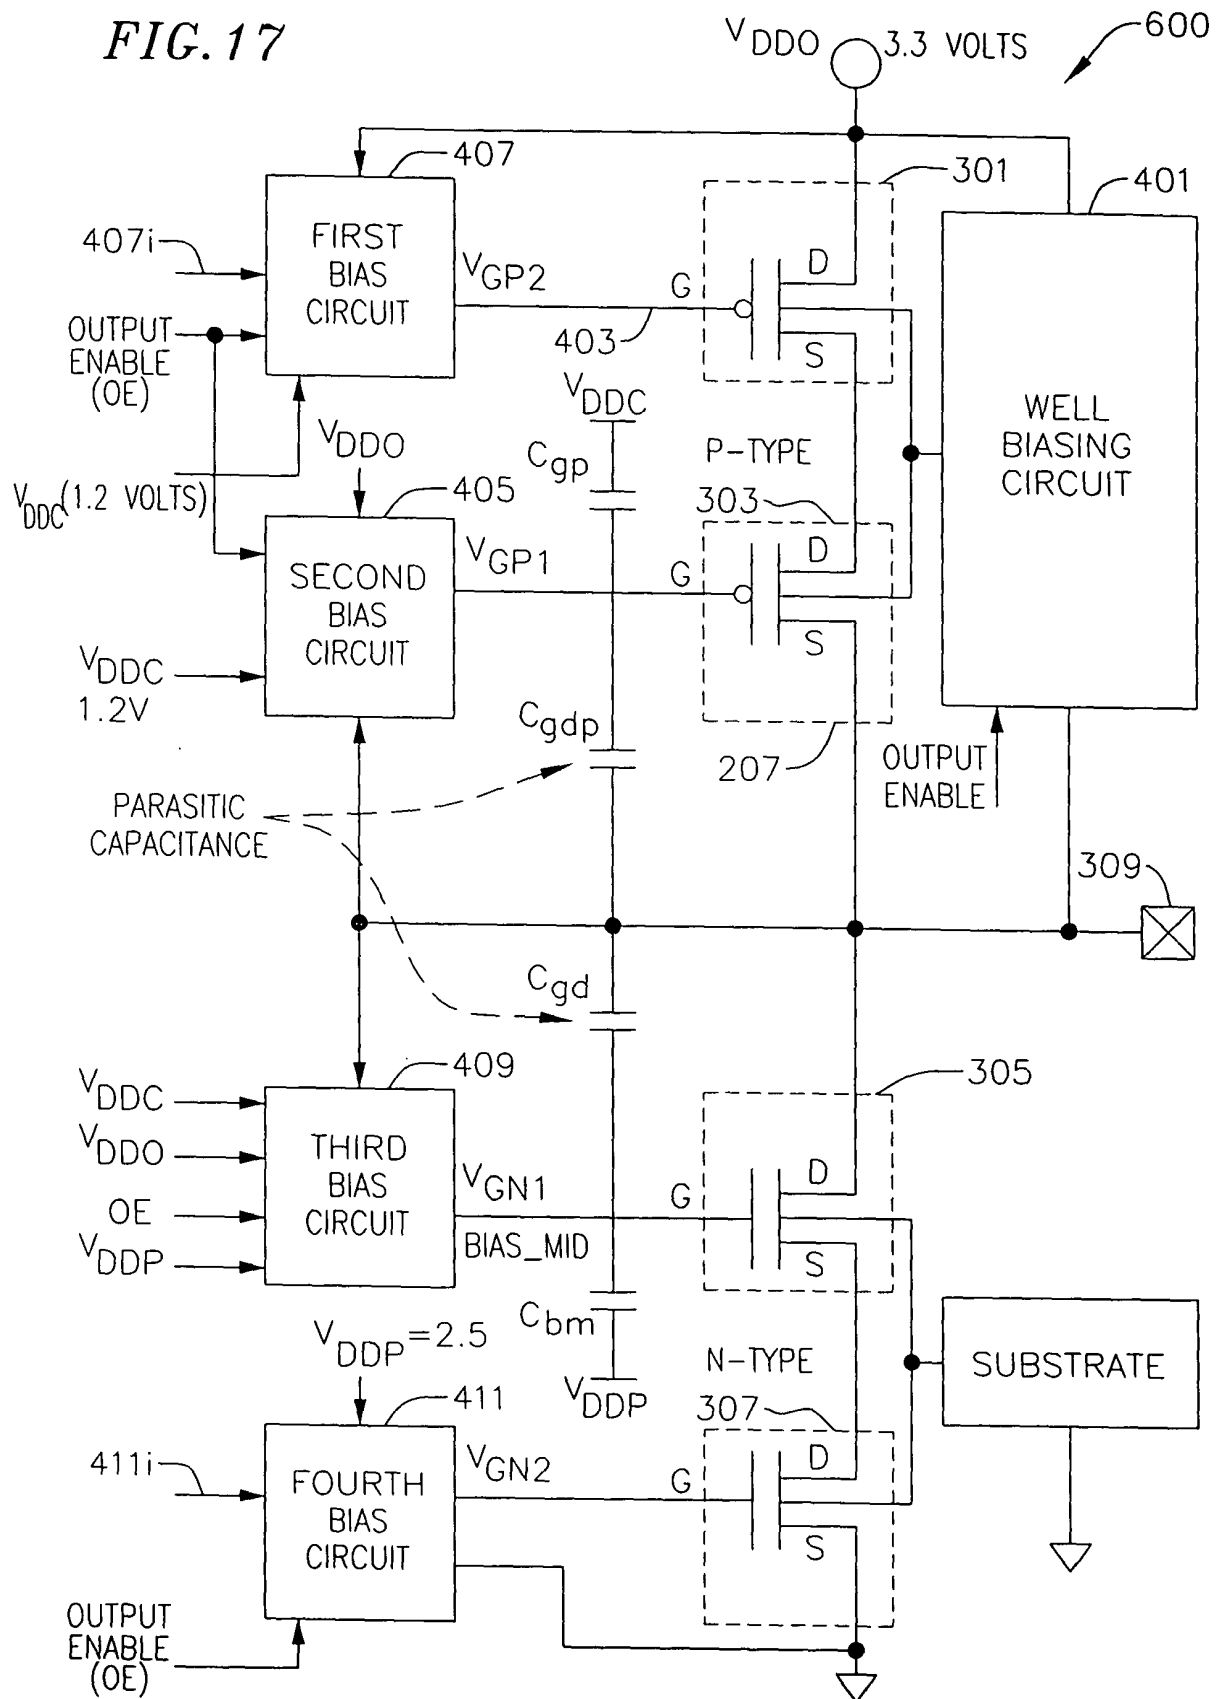 FIG. 17
VDDO
3.3 VOLTS
600
407
301
401
407i
FIRST
BIAS
CIRCUIT
VGP2
G
D
S
403
OUTPUT
ENABLE
(OE)
VDDC
WELL
BIASING
CIRCUIT
VDDO
Cgp
P-TYPE
VDDC (1.2 VOLTS)
405
303
SECOND
BIAS
CIRCUIT
VGP1
G
D
S
VDDC
1.2V
Cgdp
207
OUTPUT
ENABLE
PARASITIC
CAPACITANCE
309
Cgd
409
305
VDDC
VDDO
OE
VDDP
THIRD
BIAS
CIRCUIT
VGN1
BIAS_MID
G
D
S
Cbm
VDDP=2.5
VDDP
N-TYPE
SUBSTRATE
411
307
411i
FOURTH
BIAS
CIRCUIT
VGN2
G
D
S
OUTPUT
ENABLE
(OE)